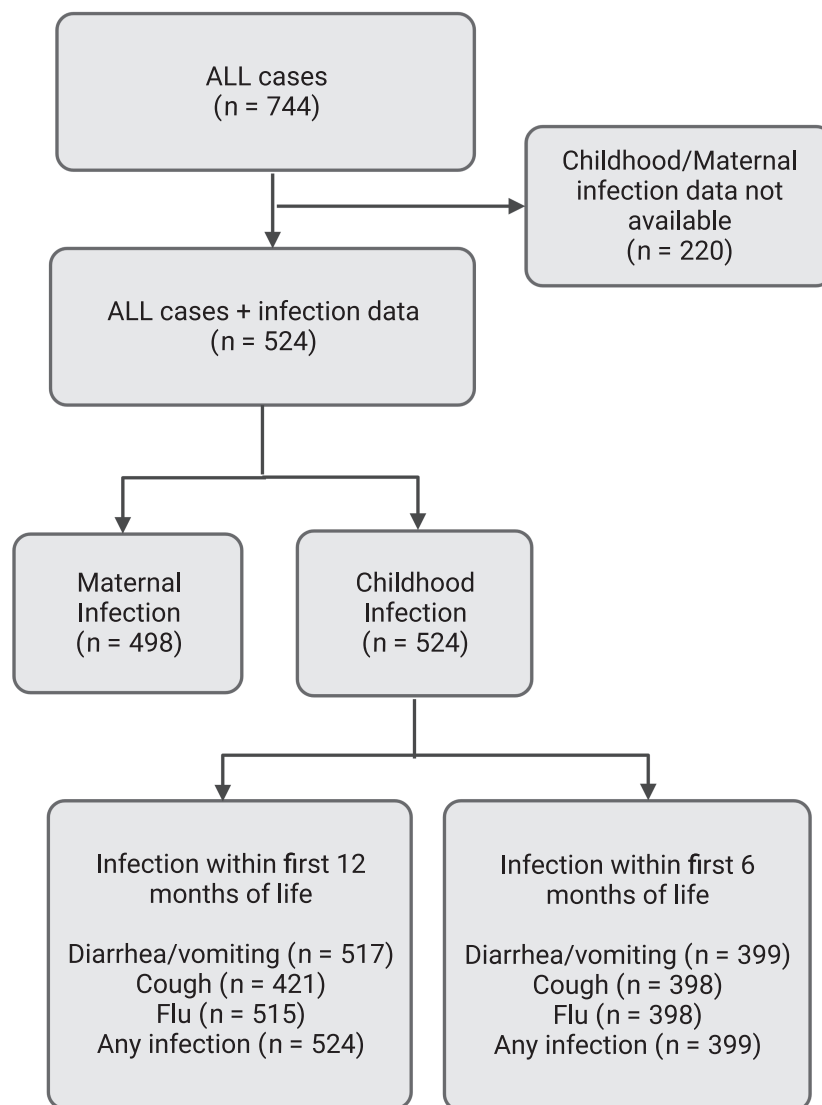 ALL cases
(n = 744)
Childhood/Maternal
infection data not
available
(n = 220)
ALL cases + infection data
(n = 524)
Maternal
Infection
(n = 498)
Childhood
Infection
(n = 524)
Infection within first 12
months of life
Diarrhea/vomiting (n = 517)
Cough (n = 421)
Flu (n = 515)
Any infection (n = 524)
Infection within first 6
months of life
Diarrhea/vomiting (n = 399)
Cough (n = 398)
Flu (n = 398)
Any infection (n = 399)